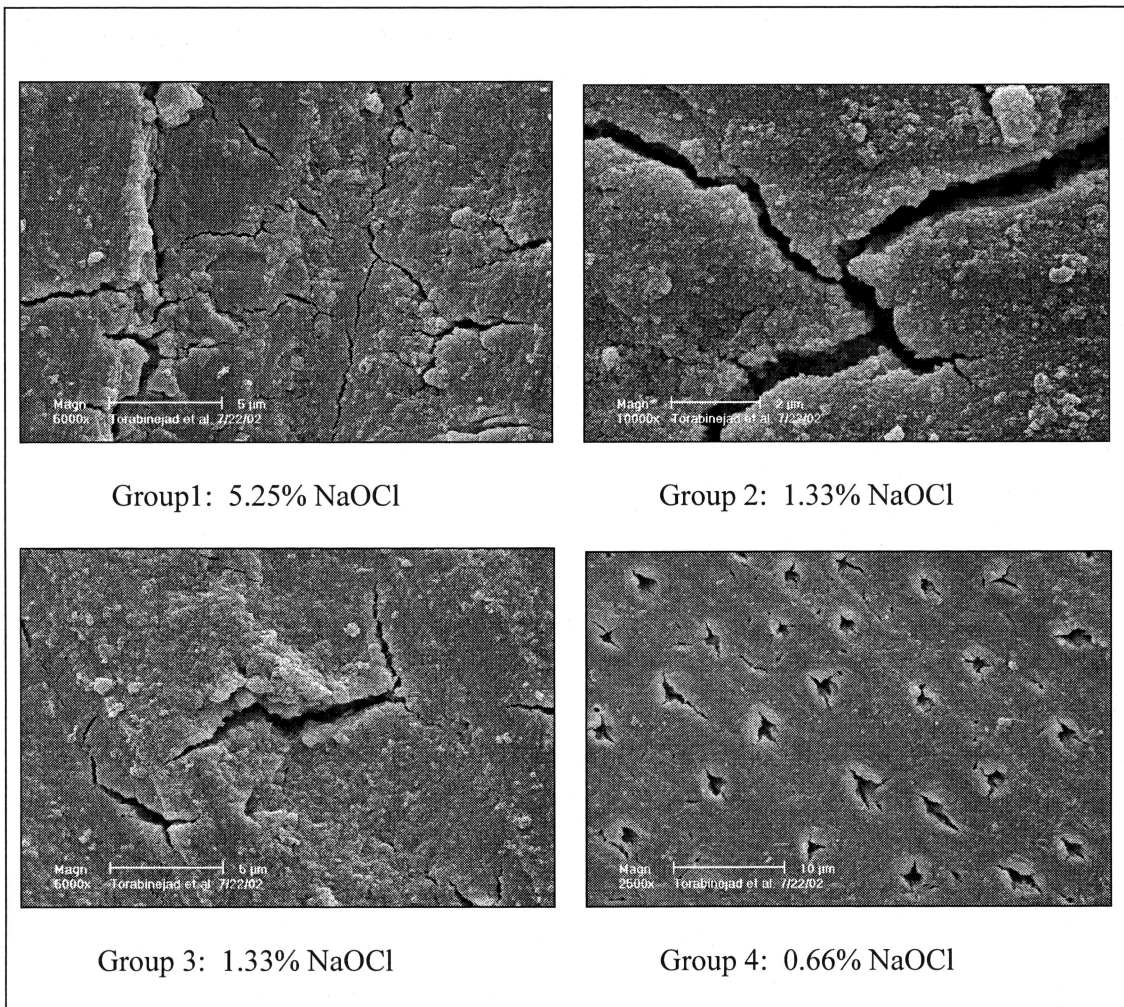 Magn 5 µm
6000x Torabinejad et al. 7/22/02
Magn 2 µm
10000x Torabinejad et al. 7/22/02
Group1: 5.25% NaOCl
Group 2: 1.33% NaOCl
Magn 5 µm
6000x Torabinejad et al 7/22/02
Magn 10 µm
2500x Torabinejad et al. 7/22/02
Group 3: 1.33% NaOCl
Group 4: 0.66% NaOCl